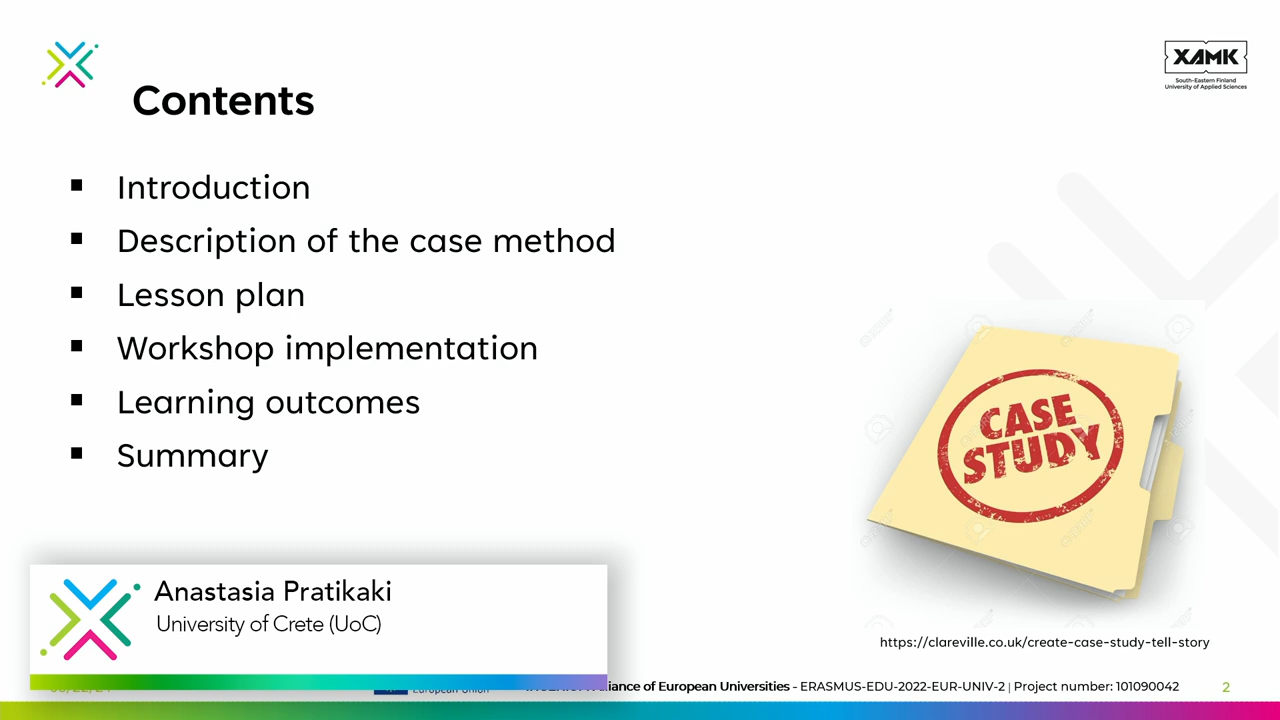 XAMK
South-Eastern Finland
University of Applied Sciences
Contents
Introduction
Description of the case method
Lesson plan
Workshop implementation
Learning outcomes
Summary
CASE
STUDY
https://clareville.co.uk/create-case-study-tell-story
Anastasia Pratikaki
University of Crete (UoC)
European Union
of European Universities - ERASMUS-EDU-2022-EUR-UNIV-2 | Project number: 101090042
2